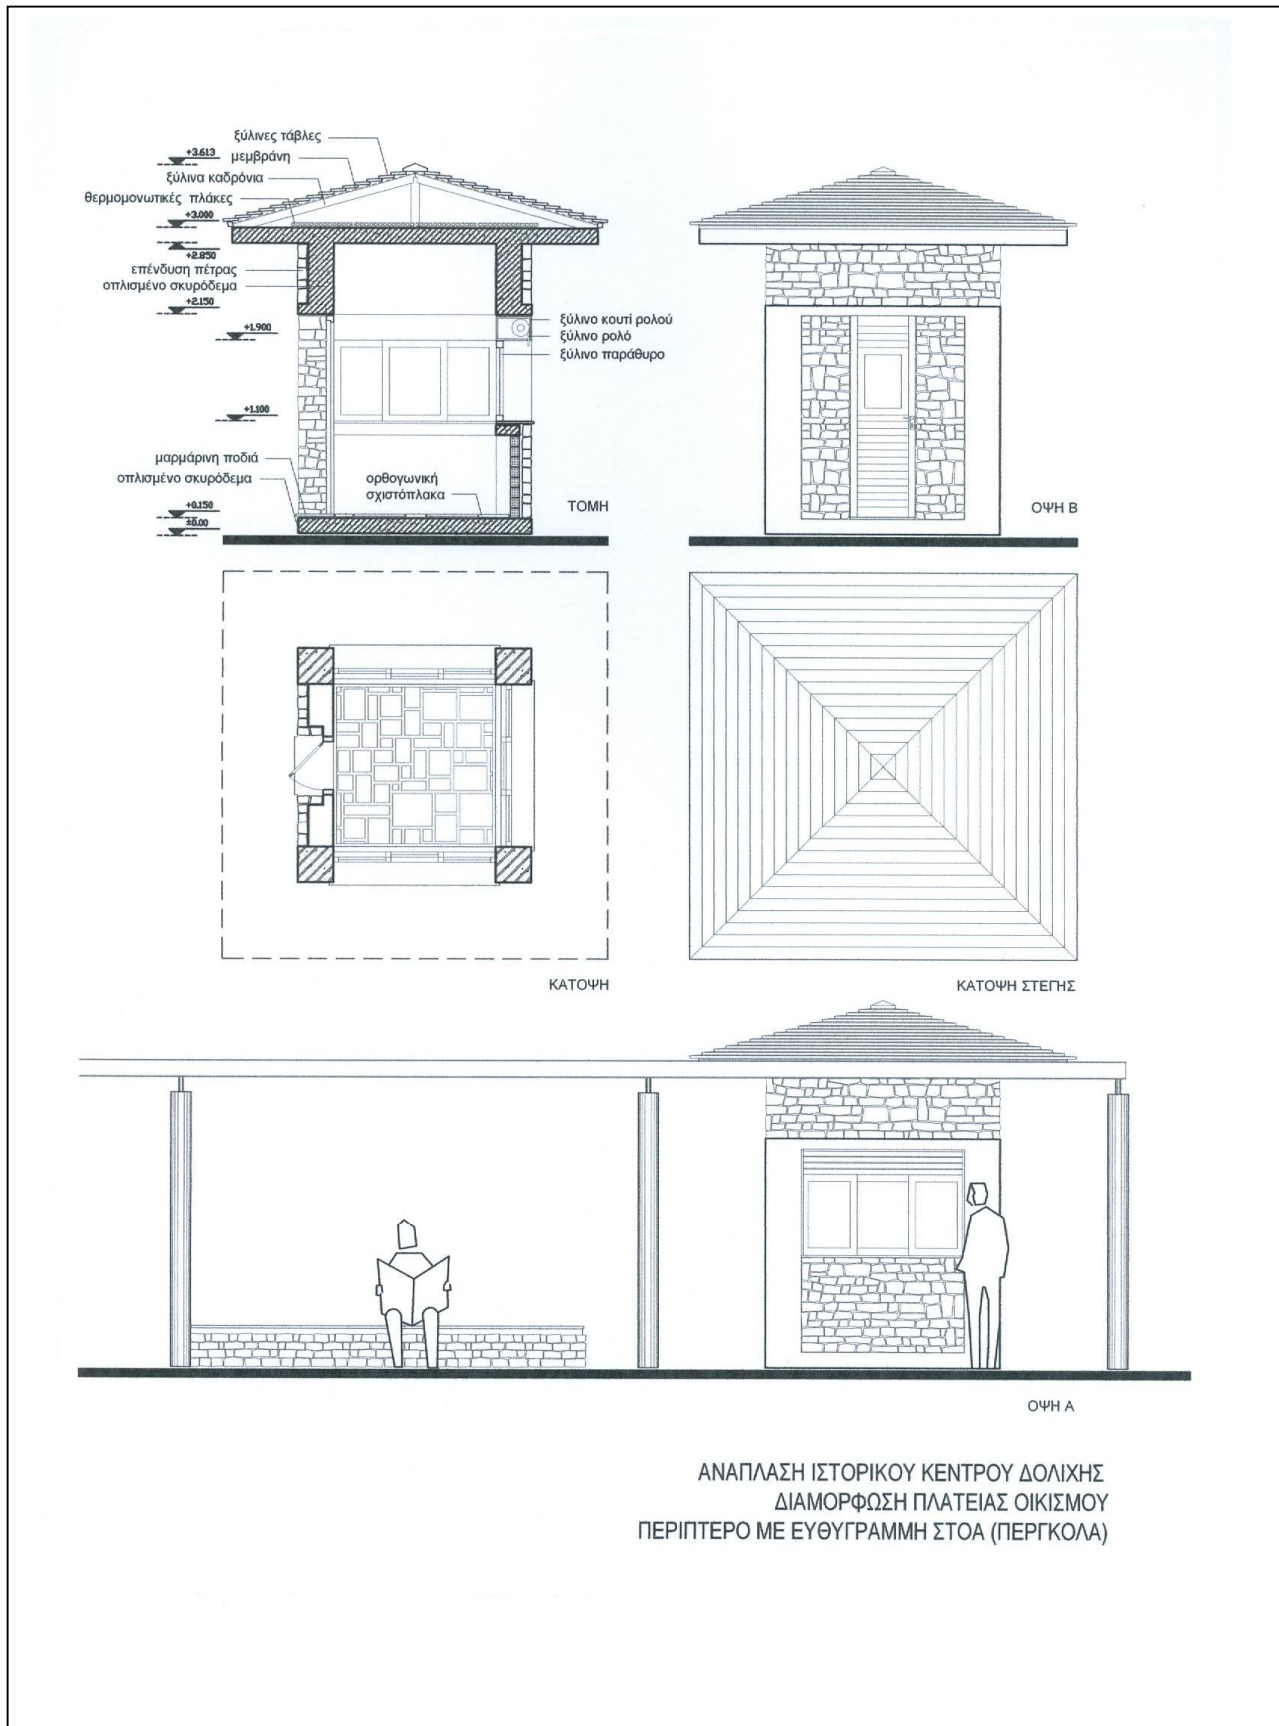 ξύλινες τάβλες
+3.613
μεμβράνη
ξύλινα καδρόνια
θερμομονωτικές πλάκες
+3.000
+2.850
επένδυση πέτρας
οπλισμένο σκυρόδεμα
+2.150
+1.900
ξύλινο κουτί ρολού
ξύλινο ρολό
ξύλινο παράθυρο
+1.100
μαρμάρινη ποδιά
οπλισμένο σκυρόδεμα
ορθογωνική
σχιστόπλακα
+0.150
±0.00
ΤΟΜΗ
ΟΨΗ Β
ΚΑΤΟΨΗ
ΚΑΤΟΨΗ ΣΤΕΓΗΣ
ΟΨΗ Α
ΑΝΑΠΛΑΣΗ ΙΣΤΟΡΙΚΟΥ ΚΕΝΤΡΟΥ ΔΟΛΙΧΗΣ
ΔΙΑΜΟΡΦΩΣΗ ΠΛΑΤΕΙΑΣ ΟΙΚΙΣΜΟΥ
ΠΕΡΙΠΤΕΡΟ ΜΕ ΕΥΘΥΓΡΑΜΜΗ ΣΤΟΑ (ΠΕΡΓΚΟΛΑ)